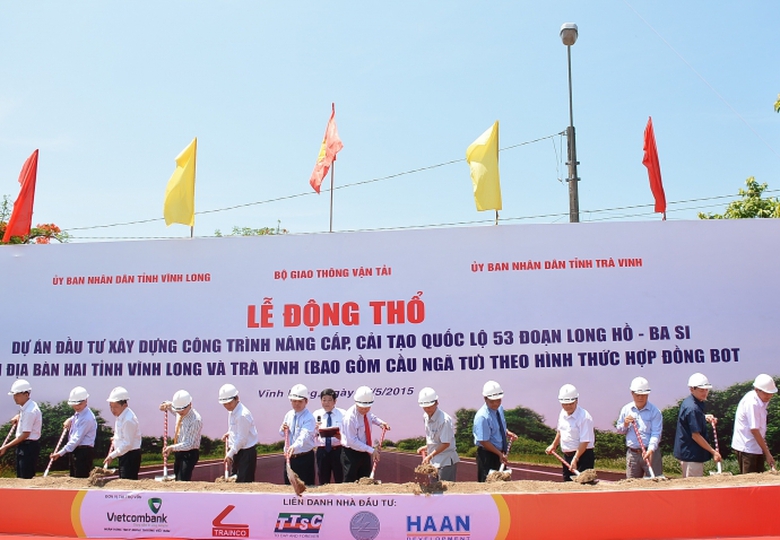 ỦY BAN NHÂN DÂN TỈNH VĨNH LONG
BỘ GIAO THÔNG VẬN TẢI
ỦY BAN NHÂN DÂN TỈNH TRÀ VINH
LỄ ĐỘNG THỔ
DỰ ÁN ĐẦU TƯ XÂY DỰNG CÔNG TRÌNH NÂNG CẤP, CẢI TẠO QUỐC LỘ 53 ĐOẠN LONG HỒ - BA SI
ĐỊA BÀN HAI TỈNH VĨNH LONG VÀ TRÀ VINH (BAO GỒM CẦU NGÃ TƯ) THEO HÌNH THỨC HỢP ĐỒNG BOT
Vĩnh ngày /5/2015
LIÊN DANH NHÀ ĐẦU TƯ:
Vietcombank
TRAINCO
TTSC
HAAN
DEVELOPMENT